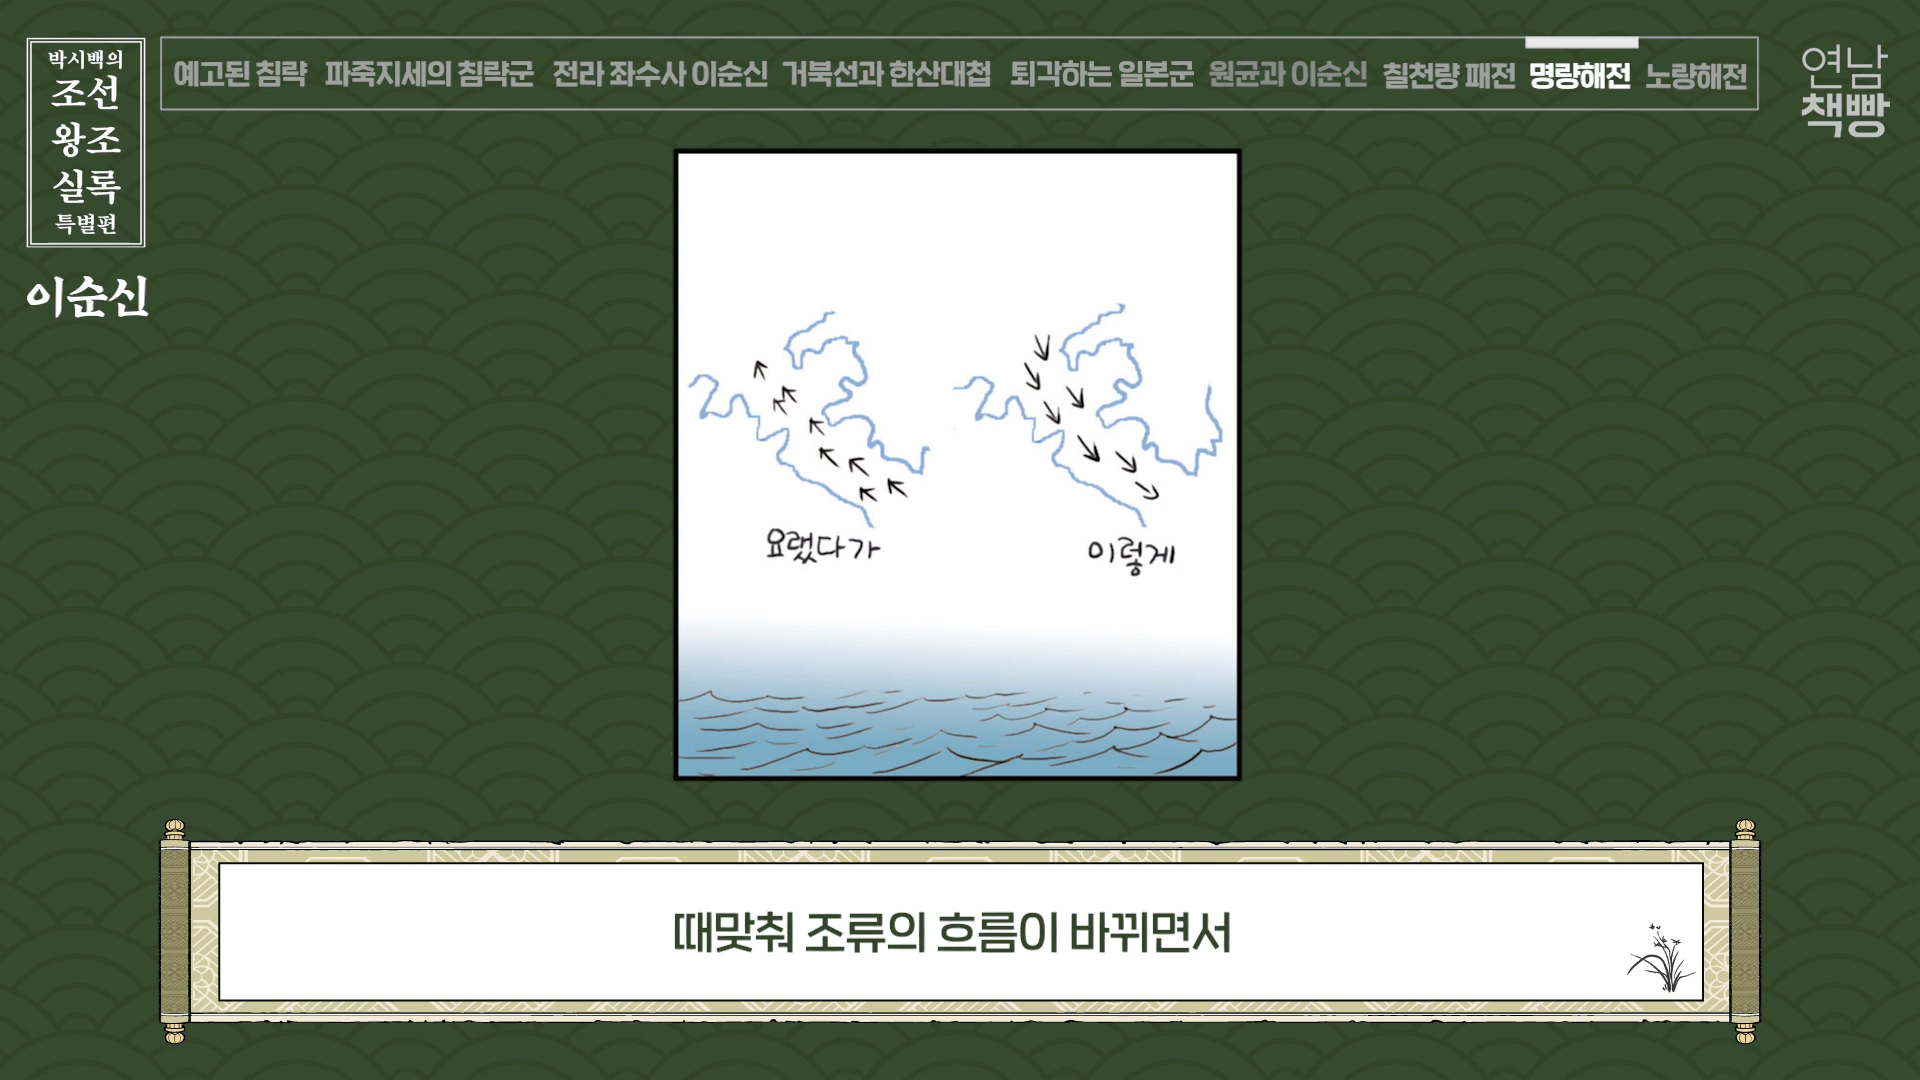 박시백의
조선
왕조
실록
특별편
이순신
예고된 침략 파죽지세의 침략군 전라 좌수사 이순신 거북선과 한산대첩 퇴각하는 일본군 원균과 이순신 칠천량 패전 명량해전 노량해전
연남
책빵
요랬다가 이렇게
때맞춰 조류의 흐름이 바뀌면서